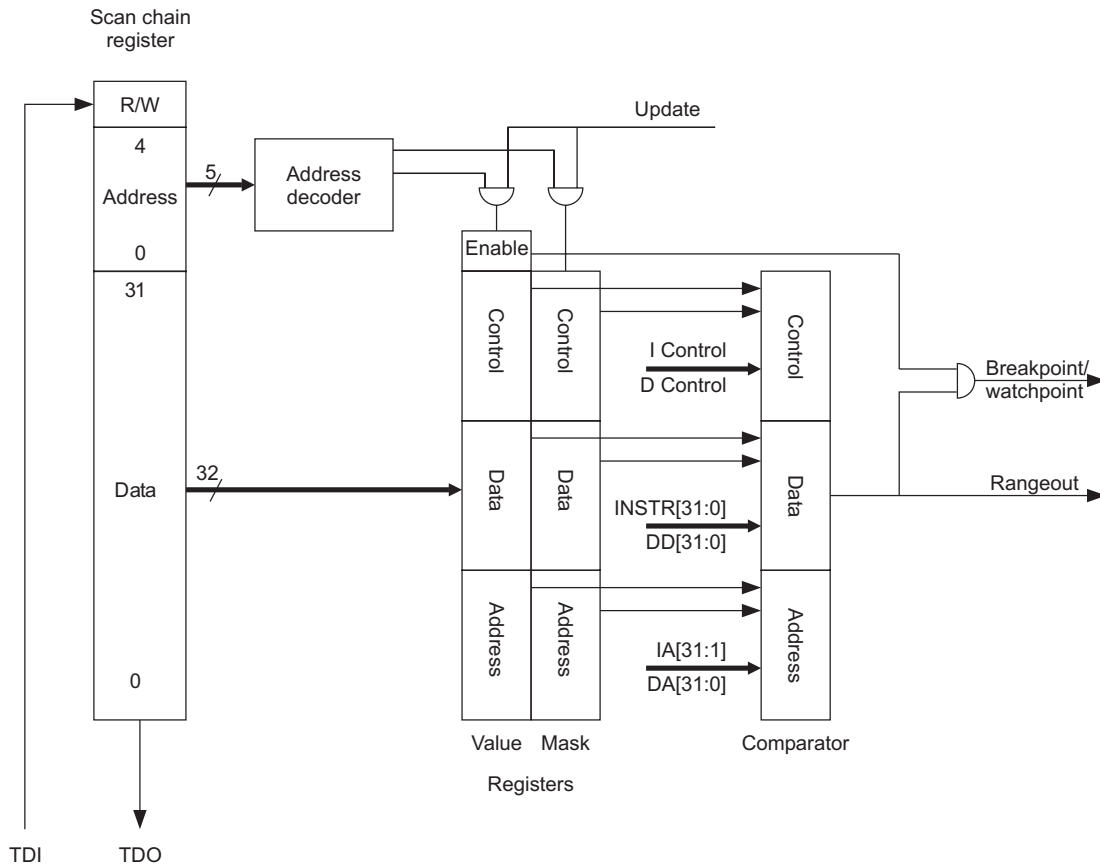 Scan chain
register
R/W
4
Address
0
31
Data
0
5
Address
decoder
Update
32
Enable
Control
Control
Data
Data
Address
Address
Value
Mask
Registers
I Control
D Control
INSTR[31:0]
DD[31:0]
IA[31:1]
DA[31:0]
Control
Data
Address
Comparator
Breakpoint/
watchpoint
Rangeout
TDI
TDO